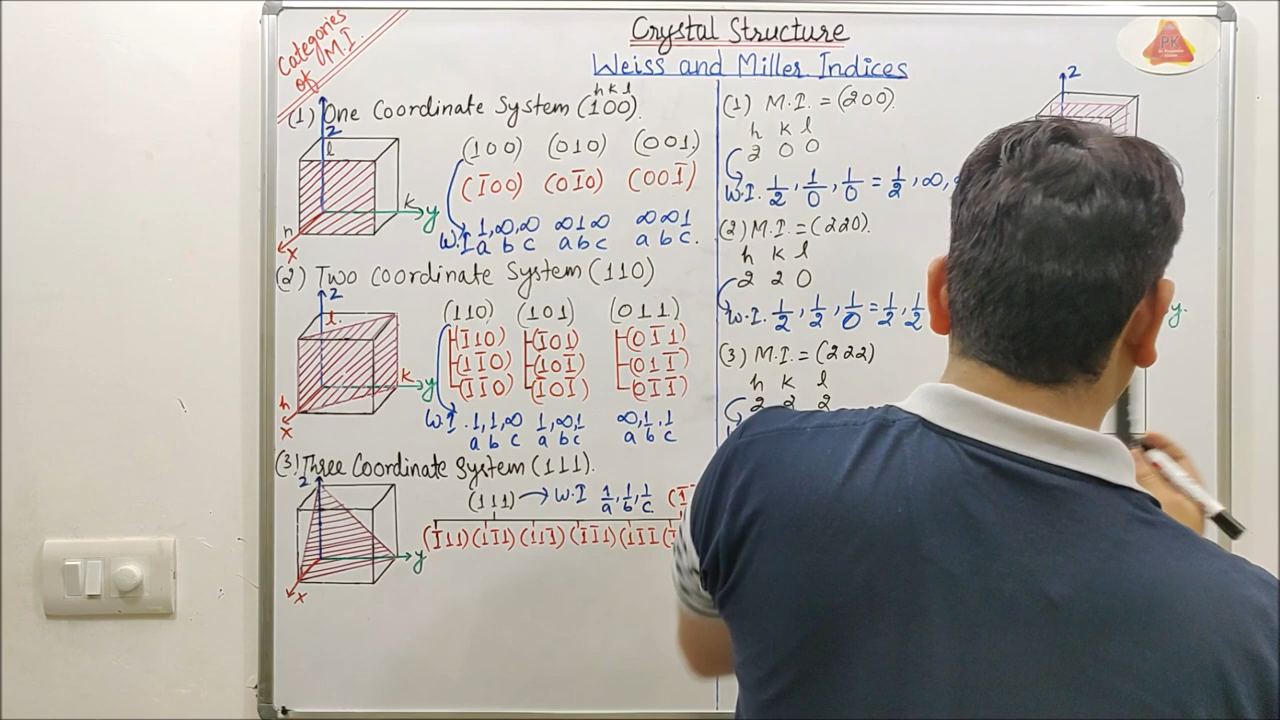 Categories
of M.I.
Crystal Structure
Weiss and Miller Indices
PK
h k l
(1) One Coordinate System (100).
z
l
k
y
h
x
(100) (010) (001)
(1̅00) (01̅0) (001̅)
W.I 1,∞,∞ ∞1∞ ∞∞1
a b c a b c a b c.
(2) Two Coordinate System (110)
z
l.
k
y
h
x
(110) (101) (011)
(1̅10) (1̅01) (01̅1)
(11̅0) (101̅) (011̅)
(1̅1̅0) (1̅01̅) (01̅1̅)
W.I. 1,1,∞ 1,∞,1 ∞,1,1
a b c a b c a b c
(3) Three Coordinate System (111).
z
y
x
(111) → W.I 1/a, 1/b, 1/c
(1̅11) (11̅1) (111̅) (1̅1̅1)
(1) M.I. = (200).
h k l
2 0 0
W.I. 1/2, 1/0, 1/0 = 1/2, ∞,
(2) M.I. = (220).
h k l
2 2 0
W.I. 1/2, 1/2, 1/0 = 1/2, 1/2
(3) M.I. = (222)
h k l
2 2 2
z
y.